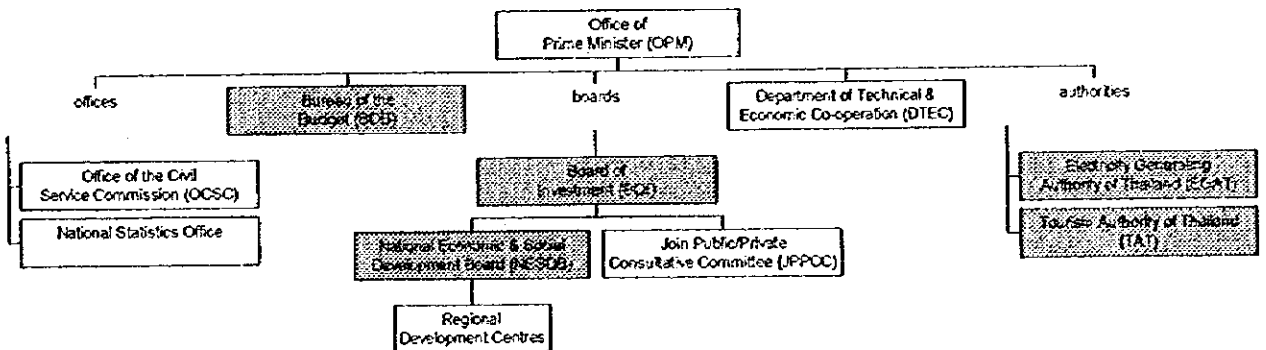 Office of
Prime Minister (OPM)
offices
Bureau of the
Budget (BOB)
boards
Department of Technical &
Economic Co-operation (DTEC)
authorities
Office of the Civil
Service Commission (OCSC)
National Statistics Office
Board of
Investment (BOI)
Electricity Generating
Authority of Thailand (EGAT)
Tourism Authority of Thailand
(TAT)
National Economic & Social
Development Board (NESDB)
Join Public/Private
Consultative Committee (JPPCC)
Regional
Development Centres